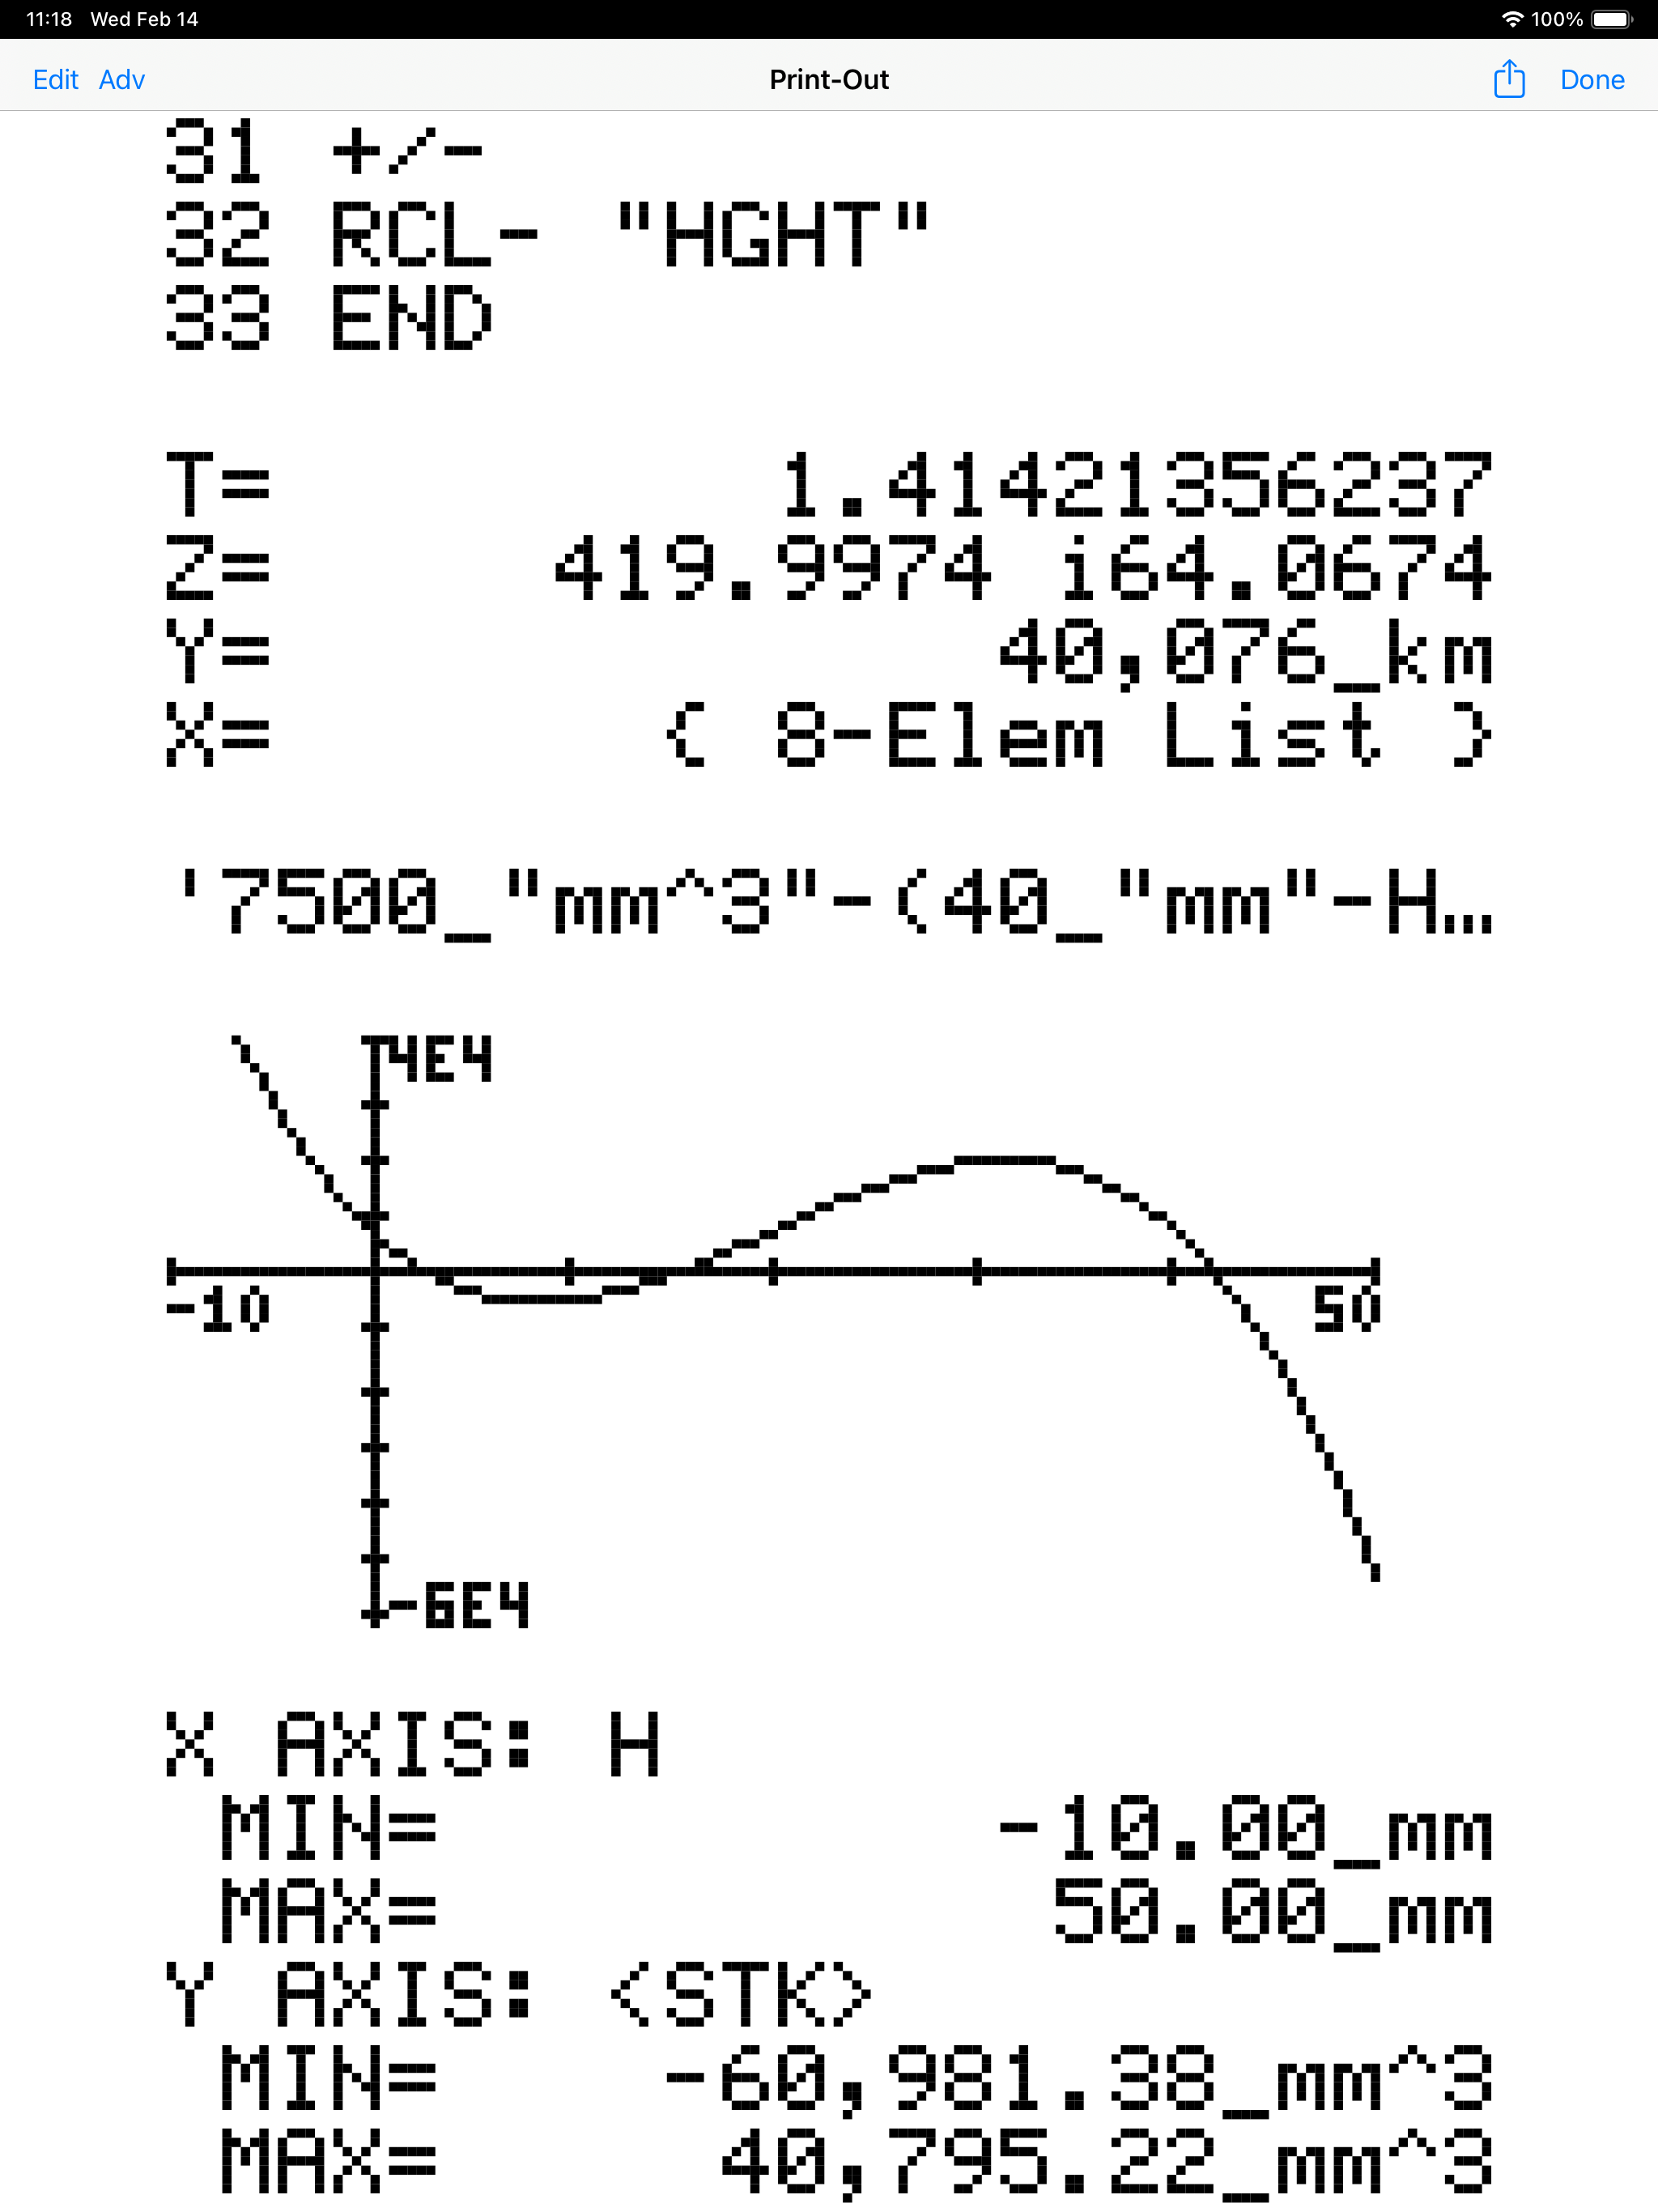 11:18 Wed Feb 14 100%
Edit Adv Print-Out Done
31 +/-
32 RCL- "HGHT"
33 END
T= 1.41421356237
Z= 419.9974 i64.0674
Y= 40,076_km
X= { 8-Elem List }
'7500_"mm^3"-(40_"mm"-H…
4E4
-10 50
-6E4
X AXIS: H
MIN= -10.00_mm
MAX= 50.00_mm
Y AXIS: <STK>
MIN= -60,981.38_mm^3
MAX= 40,795.22_mm^3